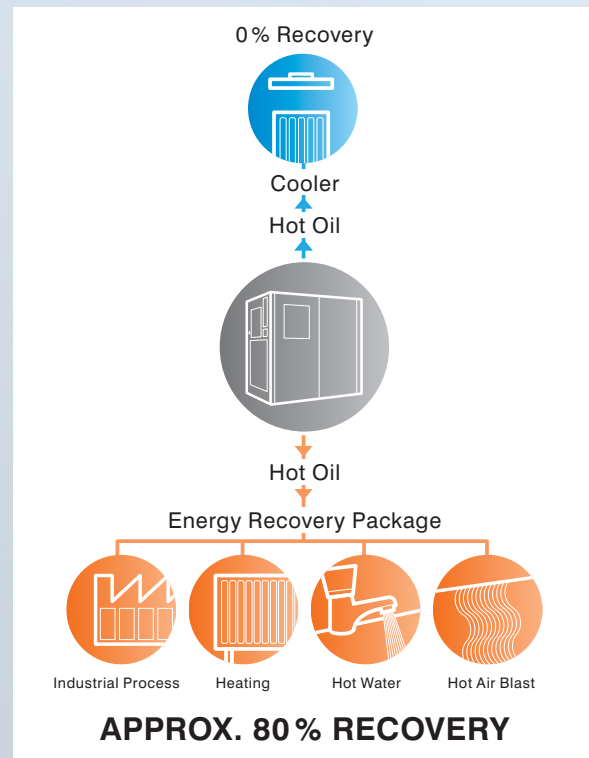 0% Recovery
Cooler
Hot Oil
Hot Oil
Energy Recovery Package
Industrial Process
Heating
Hot Water
Hot Air Blast
APPROX. 80% RECOVERY